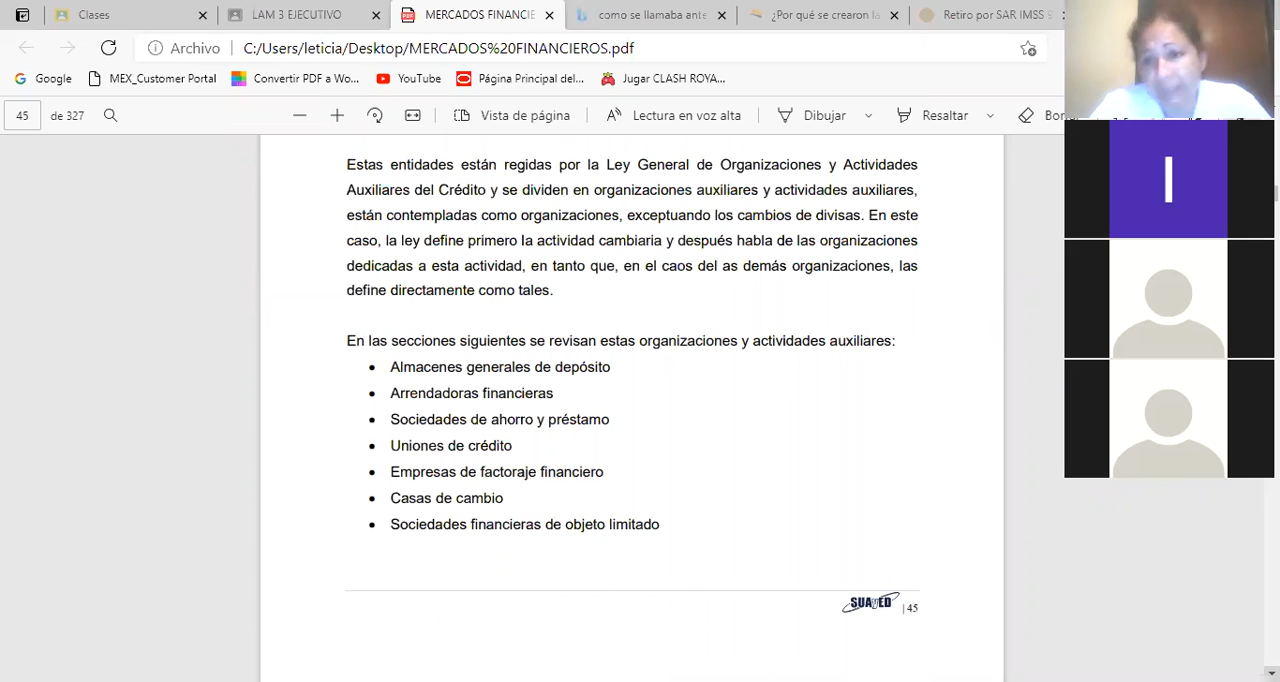 Clases
LAM 3 EJECUTIVO
MERCADOS FINANCIE
como se llamaba ante
¿Por qué se crearon la
Retiro por SAR IMSS 9
Archivo C:/Users/leticia/Desktop/MERCADOS%20FINANCIEROS.pdf
Google MEX_Customer Portal Convertir PDF a Wo... YouTube Página Principal del... Jugar CLASH ROYA...
45 de 327 Vista de página Lectura en voz alta Dibujar Resaltar
Estas entidades están regidas por la Ley General de Organizaciones y Actividades
Auxiliares del Crédito y se dividen en organizaciones auxiliares y actividades auxiliares,
están contempladas como organizaciones, exceptuando los cambios de divisas. En este
caso, la ley define primero la actividad cambiaria y después habla de las organizaciones
dedicadas a esta actividad, en tanto que, en el caos del as demás organizaciones, las
define directamente como tales.
En las secciones siguientes se revisan estas organizaciones y actividades auxiliares:
• Almacenes generales de depósito
• Arrendadoras financieras
• Sociedades de ahorro y préstamo
• Uniones de crédito
• Empresas de factoraje financiero
• Casas de cambio
• Sociedades financieras de objeto limitado
SUAyED | 45
I